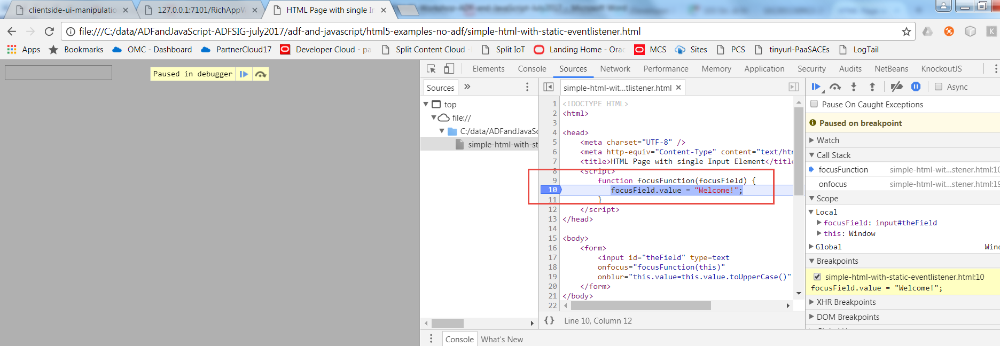 clientside-ui-manipulatio
127.0.0.1:7101/RichAppW
HTML Page with single In
file:///C:/data/ADFandJavaScript-ADFSIG-july2017/adf-and-javascript/html5-examples-no-adf/simple-html-with-static-eventlistener.html
K
Apps Bookmarks OMC - Dashboard PartnerCloud17 Developer Cloud - pa Split Content Cloud - Split IoT Landing Home - Orac MCS Sites PCS tinyurl-PaaSACEs LogTail
Paused in debugger
Elements Console Sources Network Performance Memory Application Security Audits NetBeans KnockoutJS
Sources »
top
file://
C:/data/ADFandJavaSc
simple-html-with-st
simple-html-wit...tlistener.html
1 <!DOCTYPE HTML>
2 <html>
3
4 <head>
5 <meta charset="UTF-8" />
6 <meta http-equiv="Content-Type" content="text/htm
7 <title>HTML Page with single Input Element</title
8 <script>
9 function focusFunction(focusField) {
10 focusField.value = "Welcome!";
11 }
12 </script>
13 </head>
14
15 <body>
16 <form>
17 <input id="theField" type=text
18 onfocus="focusFunction(this)"
19 onblur="this.value=this.value.toUpperCase()"
20 </form>
21 </body>
22
{} Line 10, Column 12
Async
Pause On Caught Exceptions
Paused on breakpoint
Watch
Call Stack
focusFunction simple-html-wit...stener.html:10
onfocus simple-html-wit...stener.html:19
Scope
Local
focusField: input#theField
this: Window
Global Wind
Breakpoints
simple-html-with-static-eventlistener.html:10
focusField.value = "Welcome!";
XHR Breakpoints
DOM Breakpoints
Console What's New